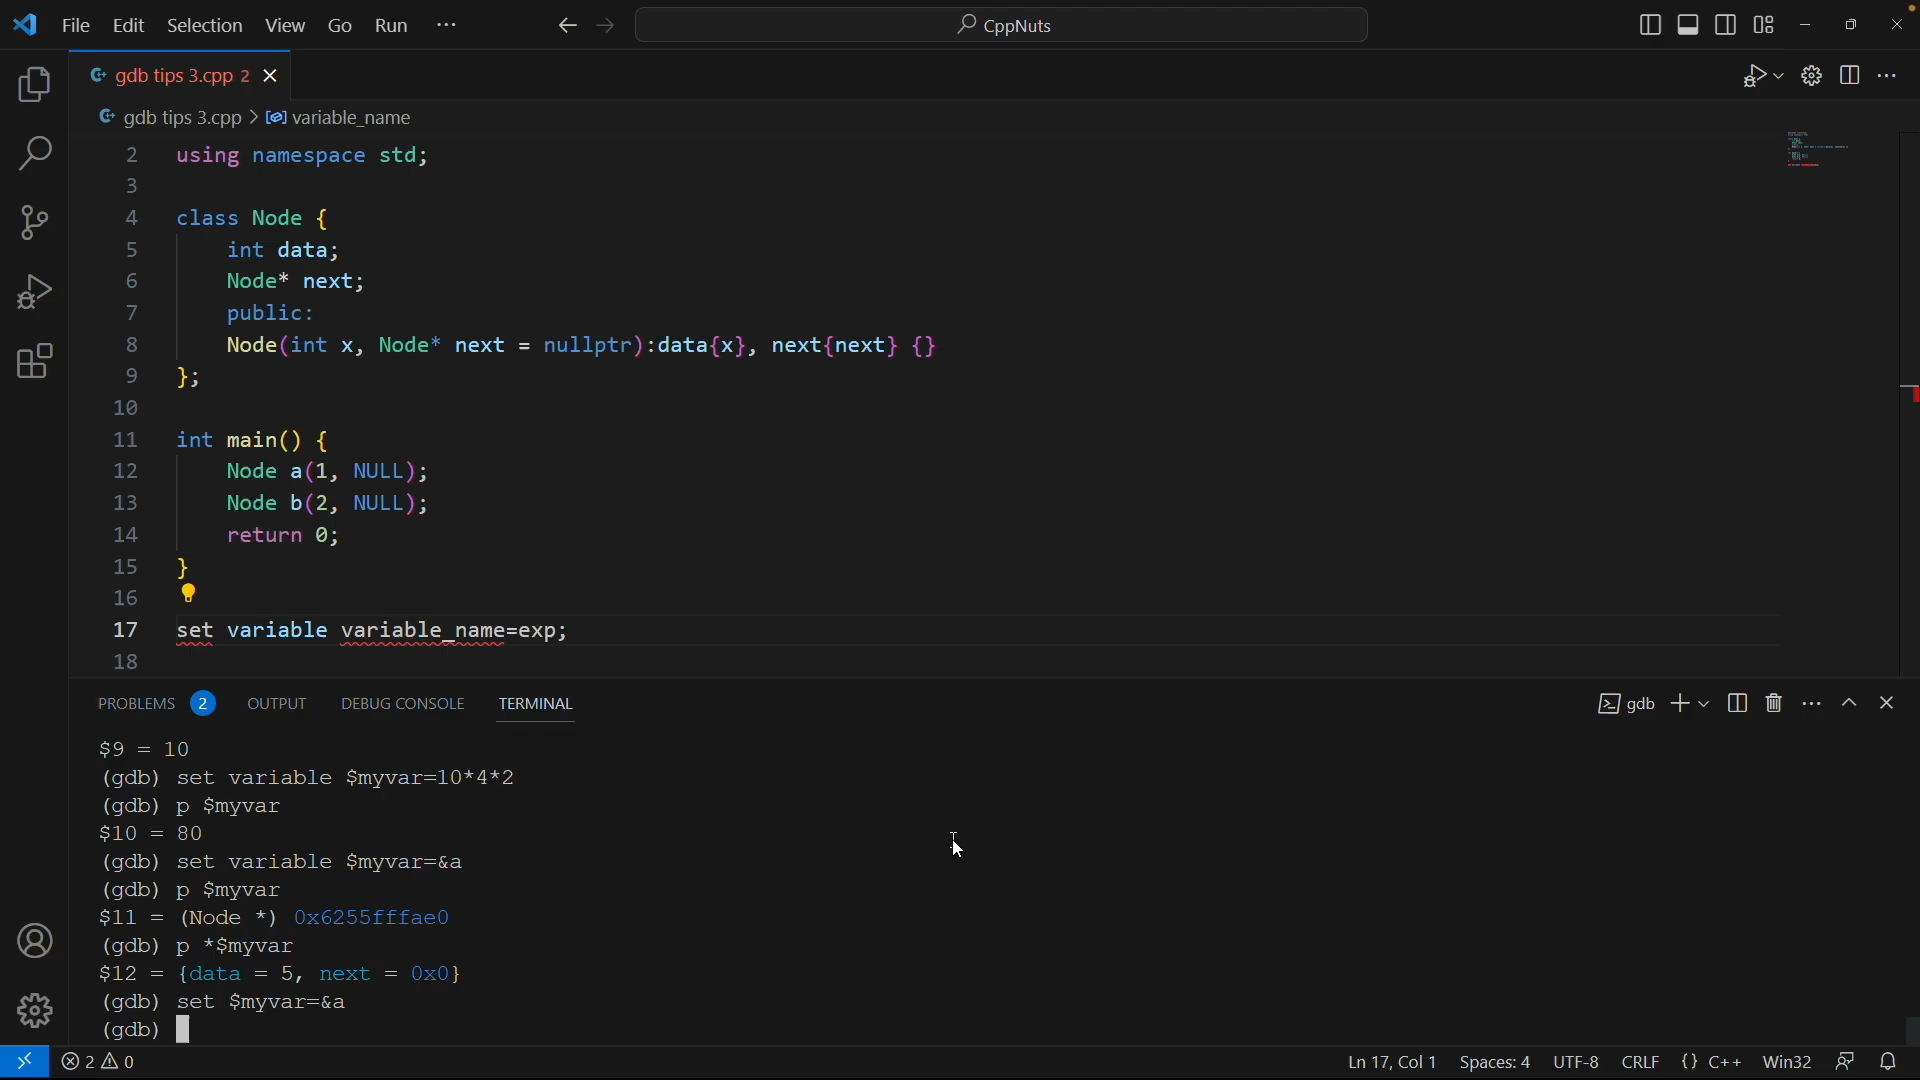 File Edit Selection View Go Run ··· CppNuts
gdb tips 3.cpp 2
gdb tips 3.cpp > variable_name
2 using namespace std;
3
4 class Node {
5 int data;
6 Node* next;
7 public:
8 Node(int x, Node* next = nullptr):data{x}, next{next} {}
9 };
10
11 int main() {
12 Node a(1, NULL);
13 Node b(2, NULL);
14 return 0;
15 }
16
17 set variable variable_name=exp;
18
PROBLEMS 2 OUTPUT DEBUG CONSOLE TERMINAL gdb
$9 = 10
(gdb) set variable $myvar=10*4*2
(gdb) p $myvar
$10 = 80
(gdb) set variable $myvar=&a
(gdb) p $myvar
$11 = (Node *) 0x6255fffae0
(gdb) p *$myvar
$12 = {data = 5, next = 0x0}
(gdb) set $myvar=&a
(gdb)
2 0 Ln 17, Col 1 Spaces: 4 UTF-8 CRLF {} C++ Win32